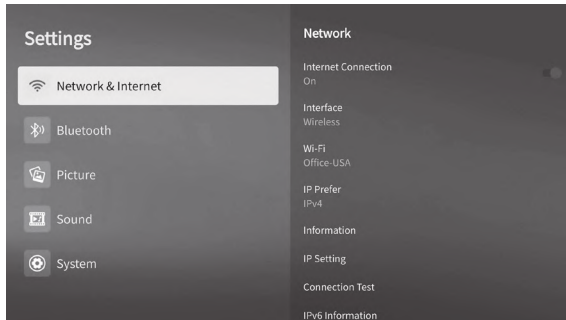 Settings
Network & Internet
Bluetooth
Picture
Sound
System
Network
Internet Connection
On
Interface
Wireless
Wi-Fi
Office-USA
IP Prefer
IPv4
Information
IP Setting
Connection Test
IPv6 Information